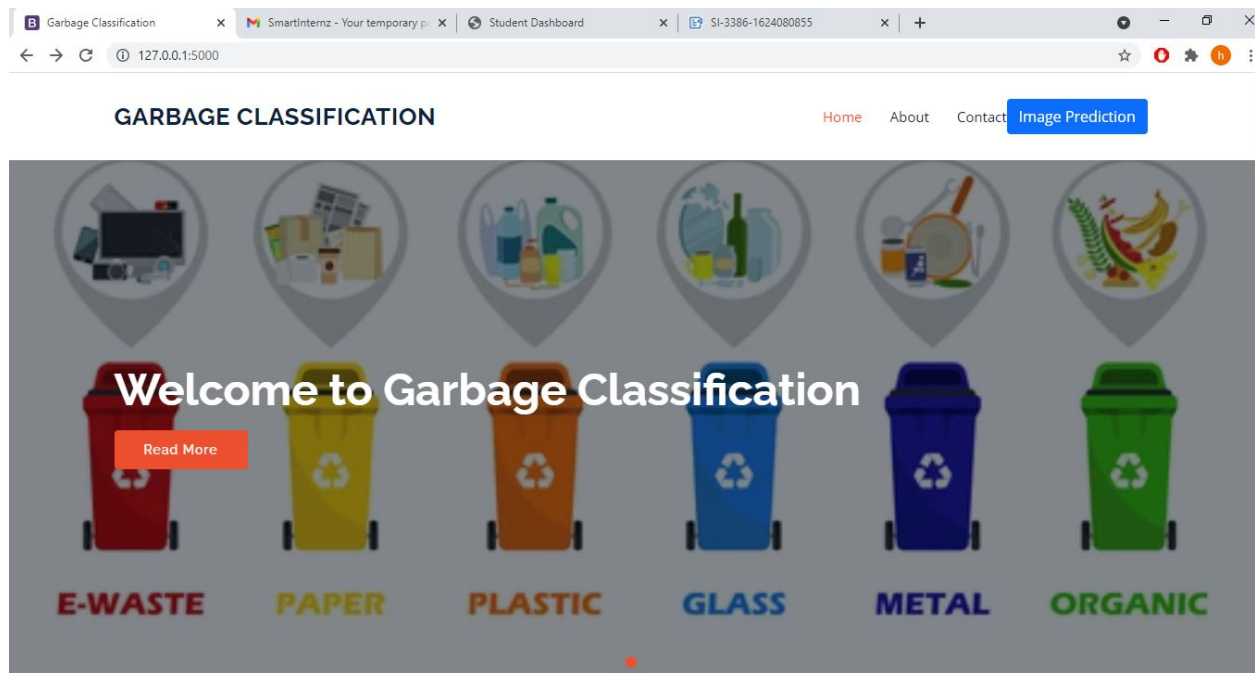 Garbage Classification
SmartInternz - Your temporary pa
Student Dashboard
SI-3386-1624080855
127.0.0.1:5000
h
GARBAGE CLASSIFICATION
Home About Contact Image Prediction
Welcome to Garbage Classification
Read More
E-WASTE PAPER PLASTIC GLASS METAL ORGANIC